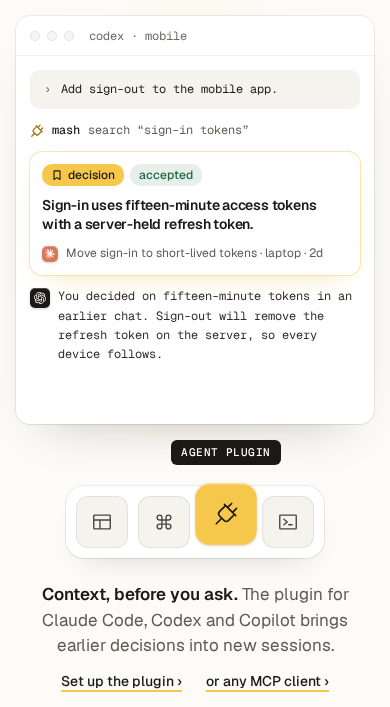 codex · mobile
› Add sign-out to the mobile app.
mash search “sign-in tokens”
decision accepted
Sign-in uses fifteen-minute access tokens
with a server-held refresh token.
Move sign-in to short-lived tokens · laptop · 2d
You decided on fifteen-minute tokens in an
earlier chat. Sign-out will remove the
refresh token on the server, so every
device follows.
AGENT PLUGIN
Context, before you ask. The plugin for
Claude Code, Codex and Copilot brings
earlier decisions into new sessions.
Set up the plugin › or any MCP client ›